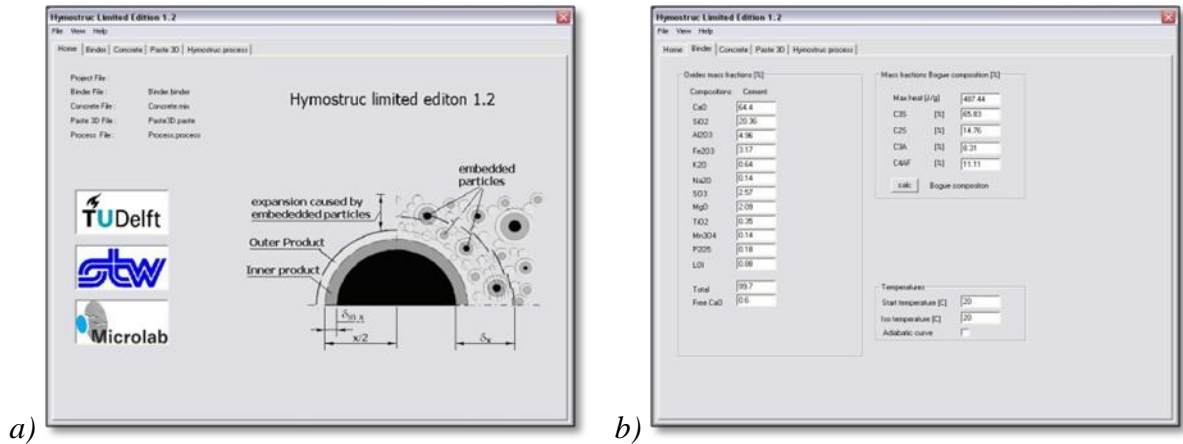 Hymostruc Limited Edition 1.2
File View Help
Home Binder Concrete Paste 3D Hymostruc process
Project File :
Binder File : Binder.binder
Concrete File : Concrete.mix
Paste 3D File : Paste3D.paste
Process File : Process.process
Hymostruc limited editon 1.2
TUDelft
stw
Microlab
embedded
particles
expansion caused by
embededded particles
Outer Product
Inner product
δin,x
x/2
δx
a)
Hymostruc Limited Edition 1.2
File View Help
Home Binder Concrete Paste 3D Hymostruc process
Oxides mass fractions [%]
Compositions Cement
CaO 64.4
SiO2 20.36
Al2O3 4.96
Fe2O3 3.17
K2O 0.64
Na2O 0.14
SO3 2.57
MgO 2.09
TiO2 0.35
Mn3O4 0.14
P2O5 0.18
LOI 0.88
Total 99.7
Free CaO 0.6
Mass fractions Bogue composition [%]
Max heat [J/g] 487.44
C3S [%] 65.83
C2S [%] 14.76
C3A [%] 8.31
C4AF [%] 11.11
calc Bogue composition
Temperatures
Start temperature [C] 20
Iso temperature [C] 20
Adiabatic curve
b)